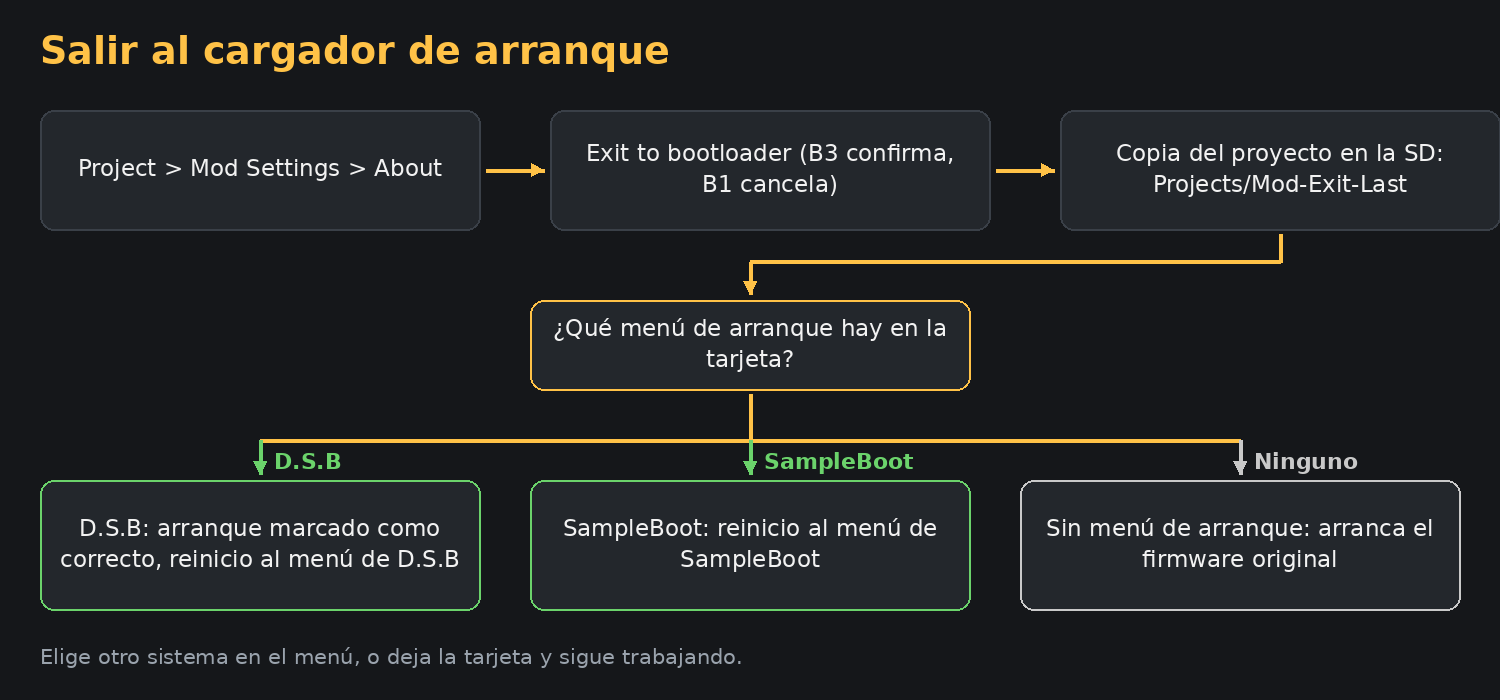 Salir al cargador de arranque
Project > Mod Settings > About
Exit to bootloader (B3 confirma,
B1 cancela)
Copia del proyecto en la SD:
Projects/Mod-Exit-Last
¿Qué menú de arranque hay en la
tarjeta?
D.S.B
SampleBoot
Ninguno
D.S.B: arranque marcado como
correcto, reinicio al menú de D.S.B
SampleBoot: reinicio al menú de
SampleBoot
Sin menú de arranque: arranca el
firmware original
Elige otro sistema en el menú, o deja la tarjeta y sigue trabajando.